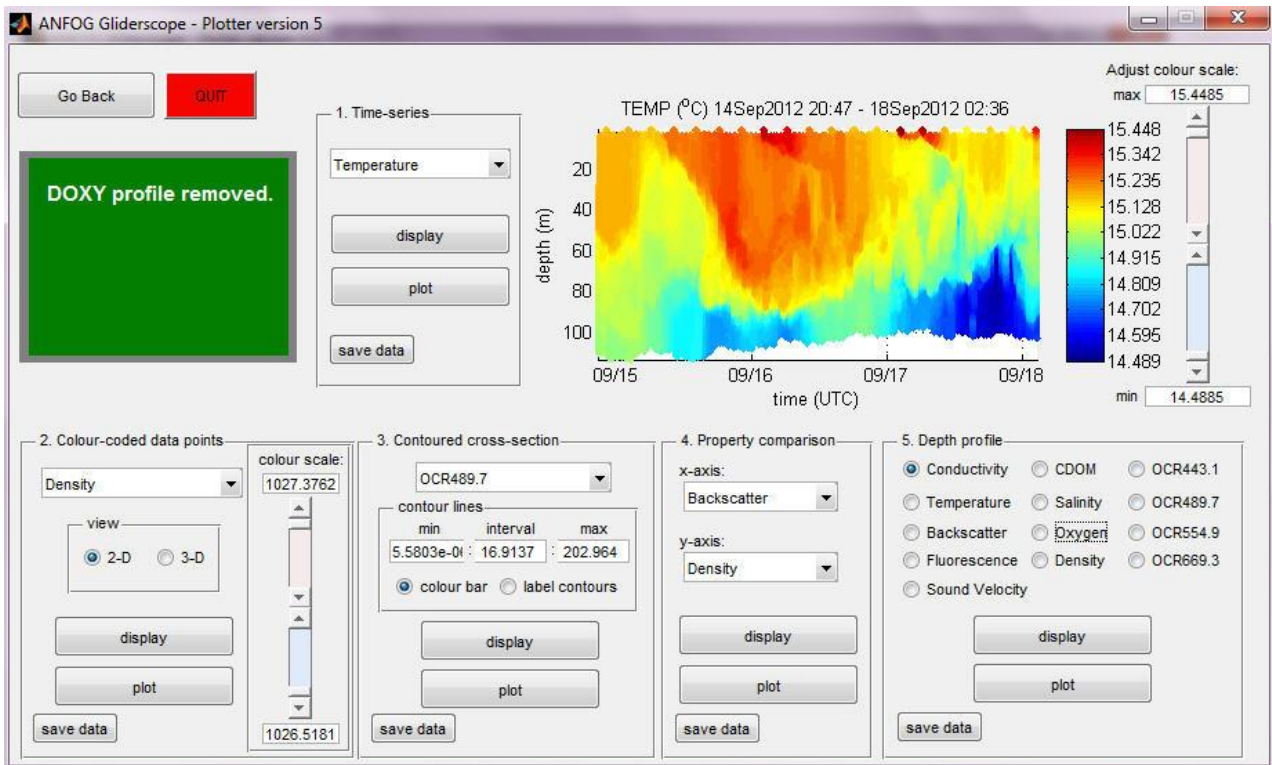 ANFOG Gliderscope - Plotter version 5
Go Back
QUIT
DOXY profile removed.
1. Time-series
Temperature
display
plot
save data
TEMP (⁰C) 14Sep2012 20:47 - 18Sep2012 02:36
depth (m)
20
40
60
80
100
09/15 09/16 09/17 09/18
time (UTC)
15.448
15.342
15.235
15.128
15.022
14.915
14.809
14.702
14.595
14.489
Adjust colour scale:
max 15.4485
min 14.4885
2. Colour-coded data points
Density
view
2-D 3-D
display
plot
save data
colour scale:
1027.3762
1026.5181
3. Contoured cross-section
OCR489.7
contour lines
min interval max
5.5803e-0 : 16.9137 : 202.964
colour bar label contours
display
plot
save data
4. Property comparison
x-axis:
Backscatter
y-axis:
Density
display
plot
save data
5. Depth profile
Conductivity CDOM OCR443.1
Temperature Salinity OCR489.7
Backscatter Oxygen OCR554.9
Fluorescence Density OCR669.3
Sound Velocity
display
plot
save data